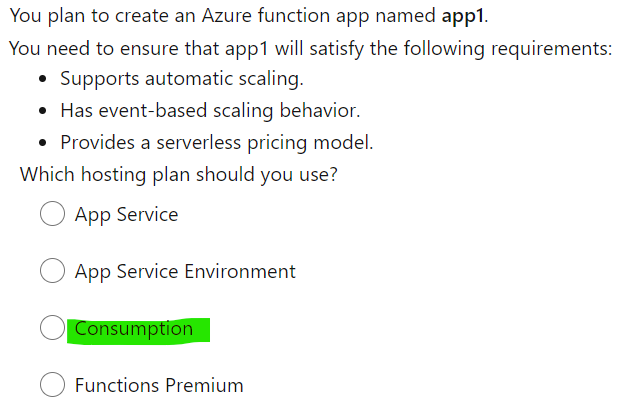 You plan to create an Azure function app named app1.
You need to ensure that app1 will satisfy the following requirements:
• Supports automatic scaling.
• Has event-based scaling behavior.
• Provides a serverless pricing model.
Which hosting plan should you use?
App Service
App Service Environment
Consumption
Functions Premium